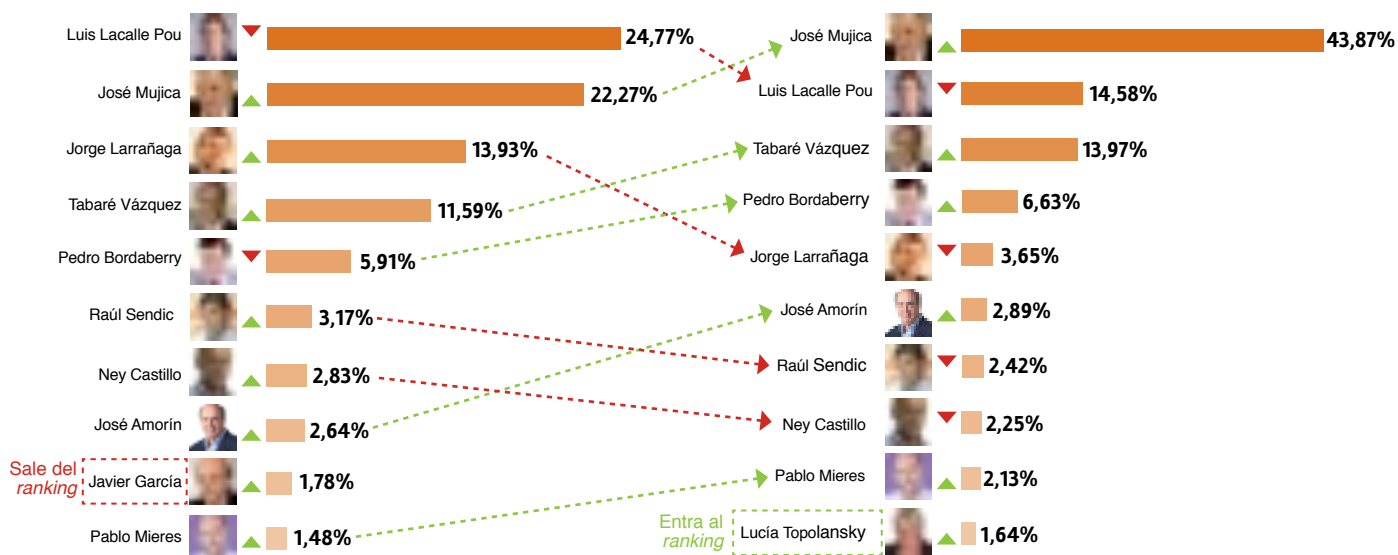 Luis Lacalle Pou 24,77%
José Mujica 22,27%
Jorge Larrañaga 13,93%
Tabaré Vázquez 11,59%
Pedro Bordaberry 5,91%
Raúl Sendic 3,17%
Ney Castillo 2,83%
José Amorín 2,64%
Sale del
ranking
Javier García 1,78%
Pablo Mieres 1,48%
José Mujica 43,87%
Luis Lacalle Pou 14,58%
Tabaré Vázquez 13,97%
Pedro Bordaberry 6,63%
Jorge Larrañaga 3,65%
José Amorín 2,89%
Raúl Sendic 2,42%
Ney Castillo 2,25%
Pablo Mieres 2,13%
Entra al
ranking
Lucía Topolansky 1,64%